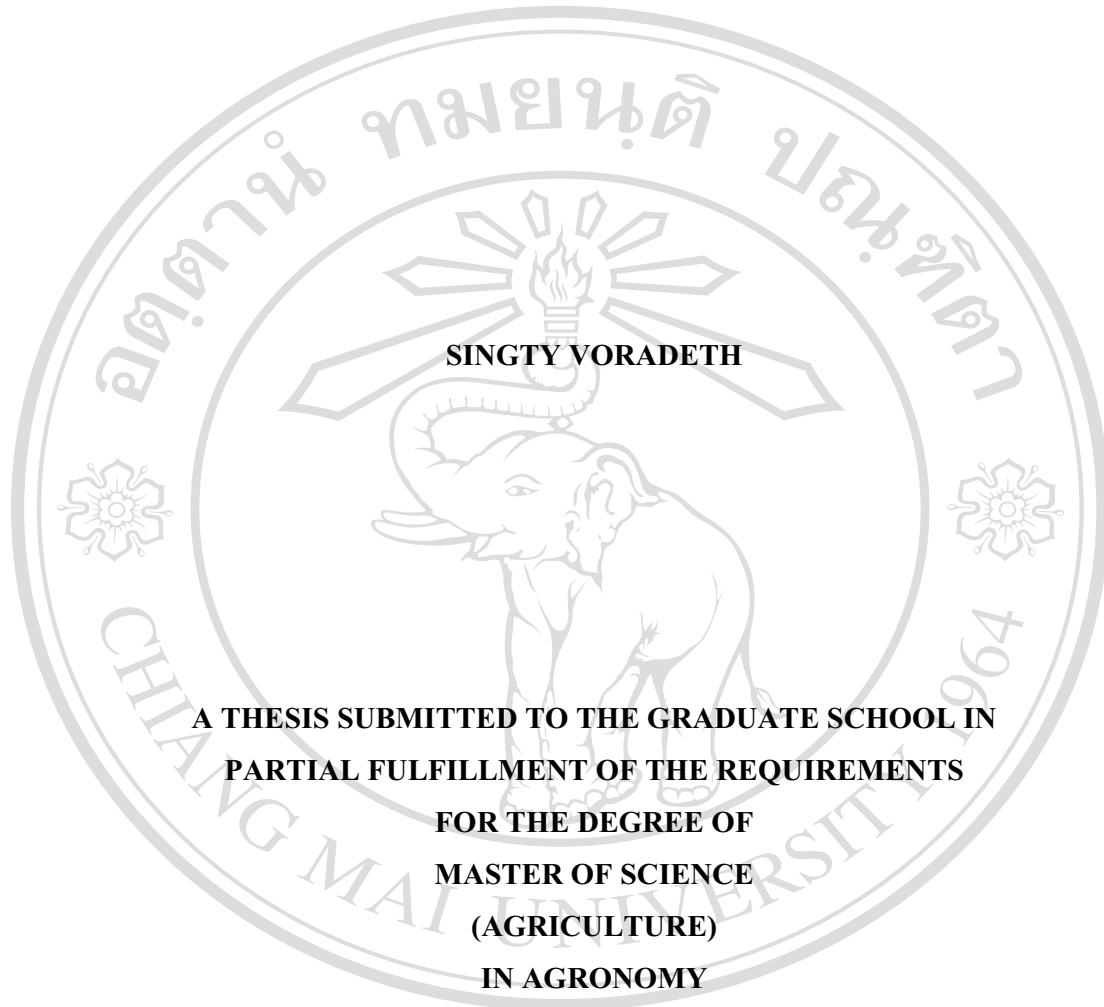 อตฺตานํ ทมยนฺติ ปณฺฑิตา
SINGTY VORADETH
A THESIS SUBMITTED TO THE GRADUATE SCHOOL IN
PARTIAL FULFILLMENT OF THE REQUIREMENTS
FOR THE DEGREE OF
MASTER OF SCIENCE
(AGRICULTURE)
IN AGRONOMY
CHIANG MAI UNIVERSITY 1964